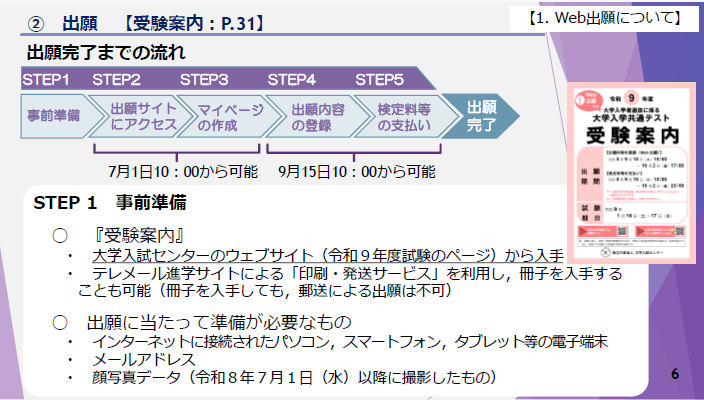 ② 出願 【受験案内：P.31】
【1. Web出願について】
出願完了までの流れ
STEP1 STEP2 STEP3 STEP4 STEP5
事前準備
出願サイト
にアクセス
マイページ
の作成
出願内容
の登録
検定料等
の支払い
出願
完了
7月1日10：00から可能
9月15日10：00から可能
Web
出願
令和 9 年度
大学入学者選抜に係る
大学入学共通テスト
受験案内
出願
期間
試験
期日
STEP 1 事前準備
○ 『受験案内』
・ 大学入試センターのウェブサイト（令和９年度試験のページ）から入手
・ テレメール進学サイトによる「印刷・発送サービス」を利用し，冊子を入手する
ことも可能（冊子を入手しても，郵送による出願は不可）
○ 出願に当たって準備が必要なもの
・ インターネットに接続されたパソコン，スマートフォン，タブレット等の電子端末
・ メールアドレス
・ 顔写真データ（令和８年７月１日（水）以降に撮影したもの）
6